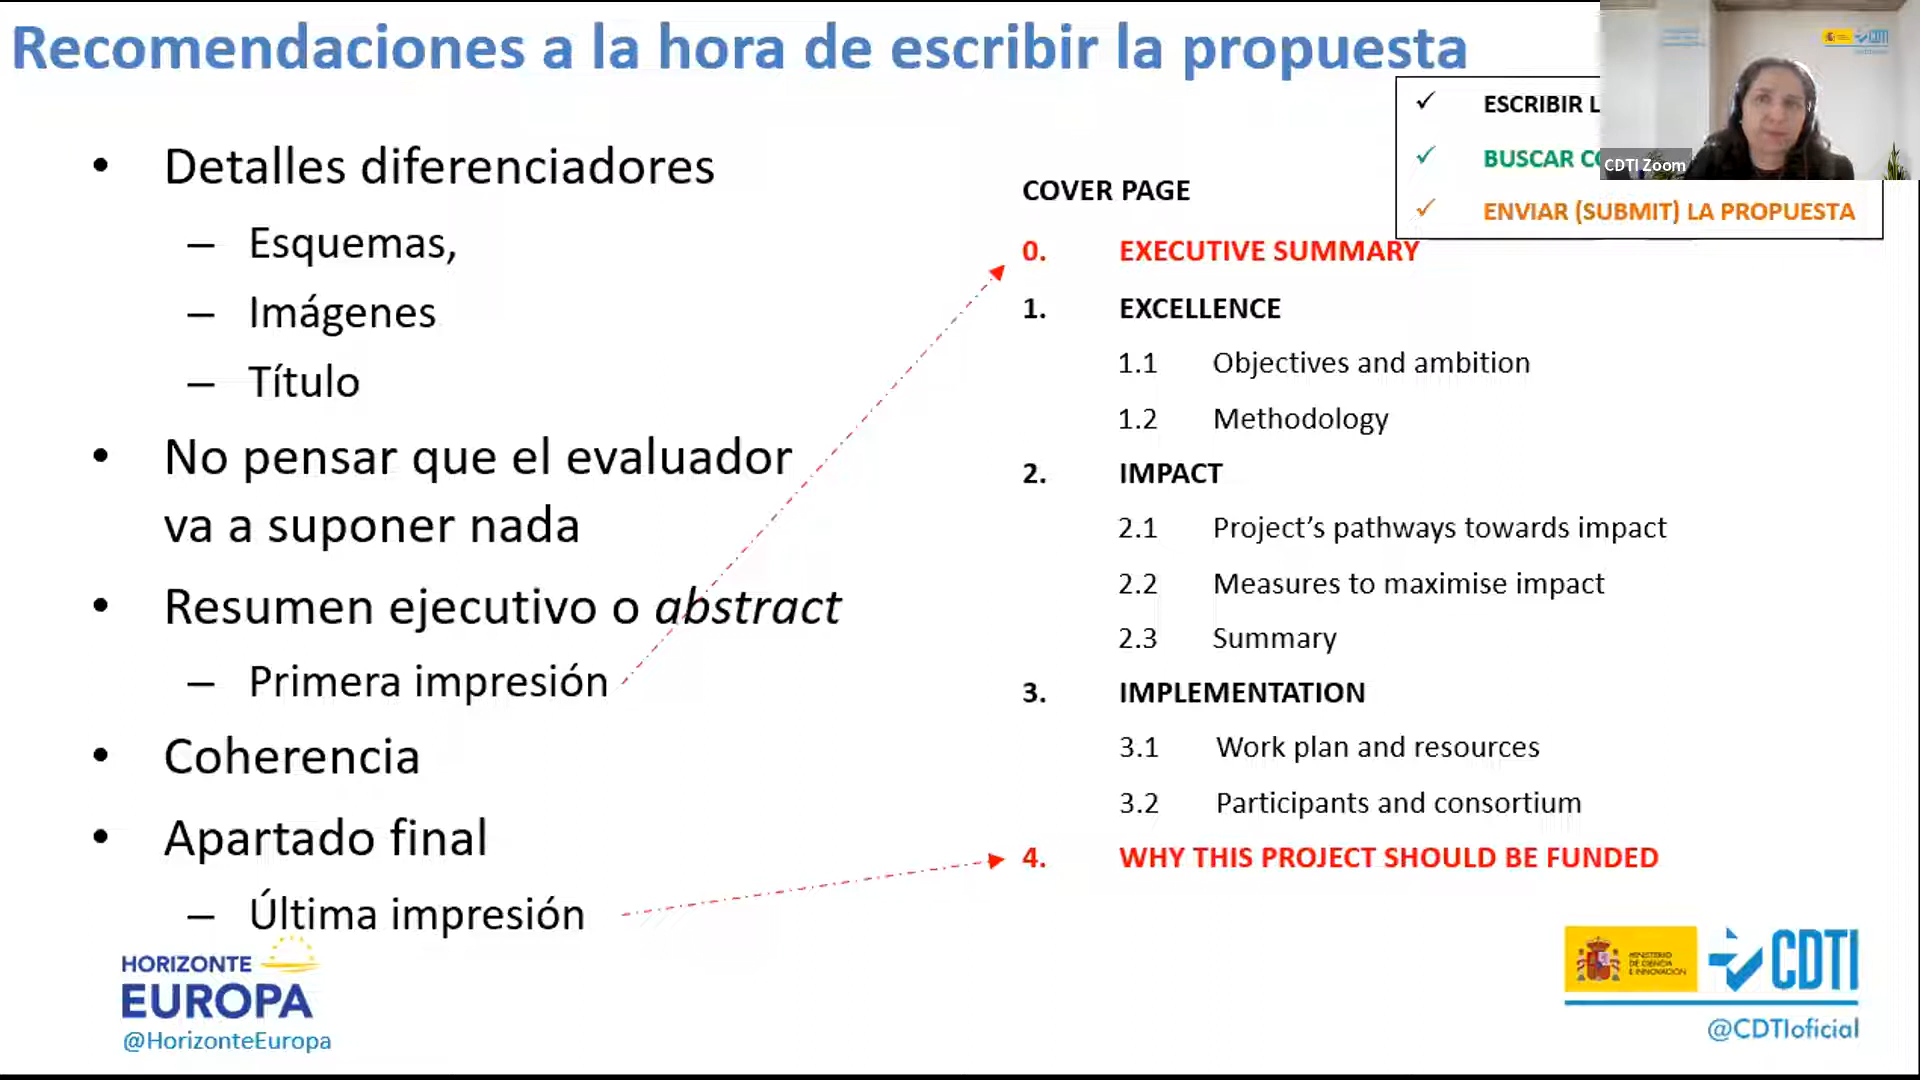 Recomendaciones a la hora de escribir la propuesta
✓ ESCRIBIR L
✓ BUSCAR CO
✓ ENVIAR (SUBMIT) LA PROPUESTA
CDTI Zoom
• Detalles diferenciadores
– Esquemas,
– Imágenes
– Título
• No pensar que el evaluador
va a suponer nada
• Resumen ejecutivo o abstract
– Primera impresión
• Coherencia
• Apartado final
– Última impresión
COVER PAGE
0. EXECUTIVE SUMMARY
1. EXCELLENCE
1.1 Objectives and ambition
1.2 Methodology
2. IMPACT
2.1 Project's pathways towards impact
2.2 Measures to maximise impact
2.3 Summary
3. IMPLEMENTATION
3.1 Work plan and resources
3.2 Participants and consortium
4. WHY THIS PROJECT SHOULD BE FUNDED
HORIZONTE
EUROPA
@HorizonteEuropa
MINISTERIO
DE CIENCIA
E INNOVACIÓN
CDTI
@CDTIoficial